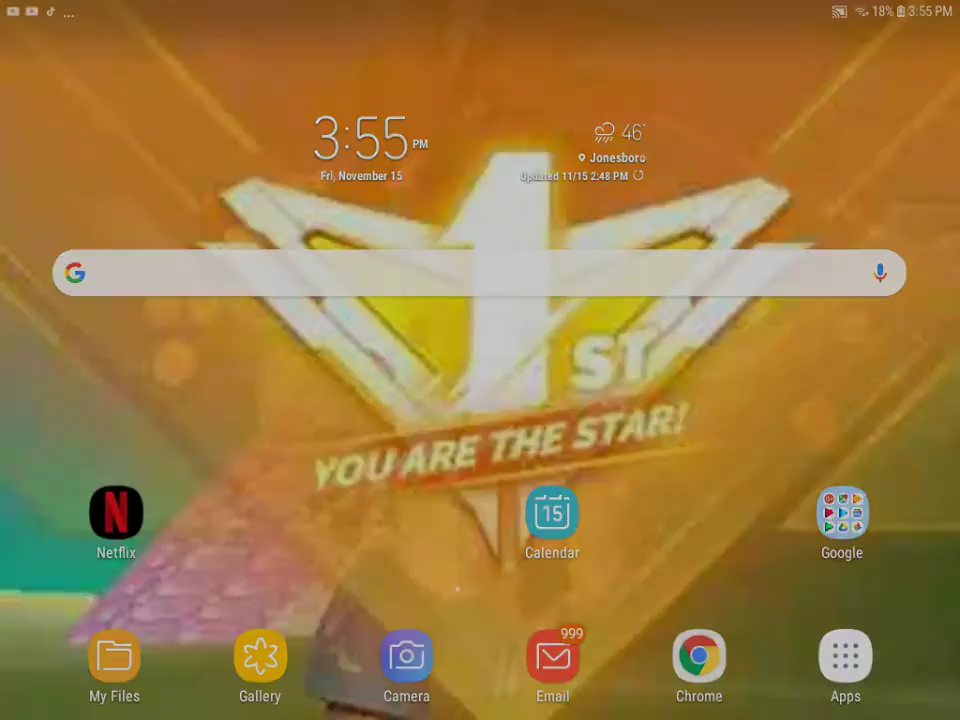 ... 18% 3:55 PM
3:55 PM
Fri, November 15
46°
Jonesboro
Updated 11/15 2:48 PM
G
1 ST
YOU ARE THE STAR!
N
15
Netflix
Calendar
Google
999
My Files
Gallery
Camera
Email
Chrome
Apps